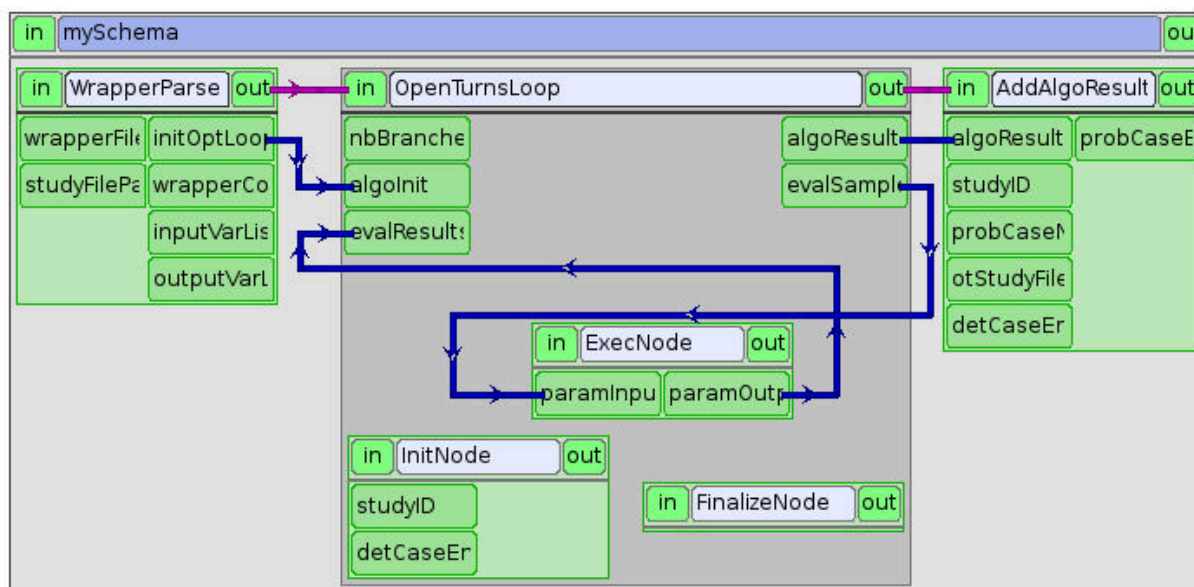 in mySchema ou
in WrapperParse out in OpenTurnsLoop out in AddAlgoResult out
wrapperFile initOptLoop nbBranche algoResult algoResult probCaseE
studyFilePa wrapperCo algoInit evalSample studyID
inputVarLis evalResults probCaseN
outputVarL otStudyFile
detCaseEr
in ExecNode out
paramInpu paramOutp
in InitNode out
studyID
detCaseEr
in FinalizeNode out